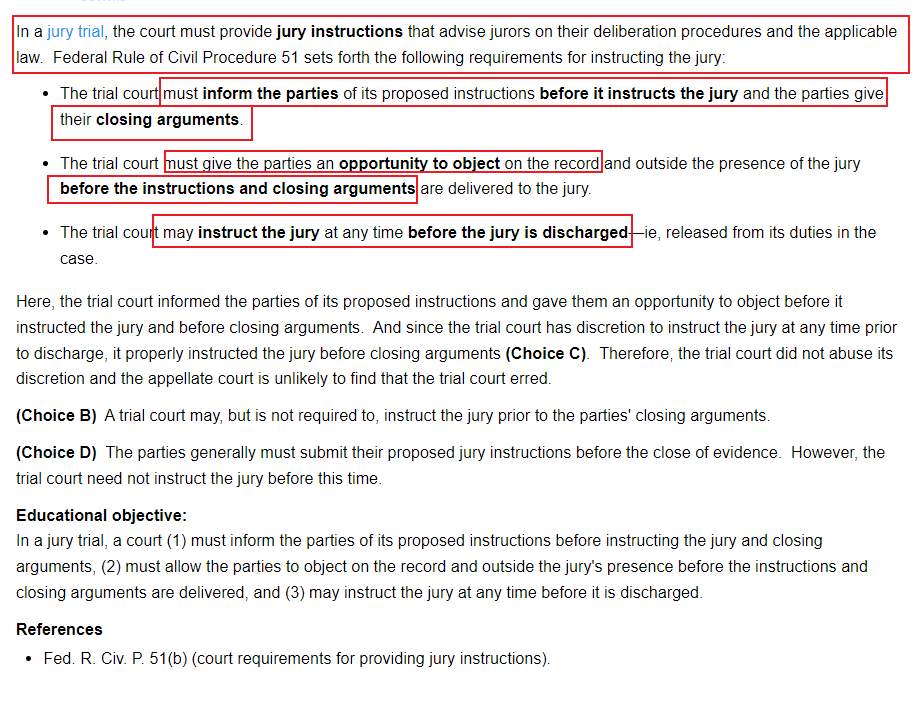 In a jury trial, the court must provide jury instructions that advise jurors on their deliberation procedures and the applicable
law.  Federal Rule of Civil Procedure 51 sets forth the following requirements for instructing the jury:
• The trial court must inform the parties of its proposed instructions before it instructs the jury and the parties give
their closing arguments.
• The trial court must give the parties an opportunity to object on the record and outside the presence of the jury
before the instructions and closing arguments are delivered to the jury.
• The trial court may instruct the jury at any time before the jury is discharged—ie, released from its duties in the
case.
Here, the trial court informed the parties of its proposed instructions and gave them an opportunity to object before it
instructed the jury and before closing arguments.  And since the trial court has discretion to instruct the jury at any time prior
to discharge, it properly instructed the jury before closing arguments (Choice C).  Therefore, the trial court did not abuse its
discretion and the appellate court is unlikely to find that the trial court erred.
(Choice B)  A trial court may, but is not required to, instruct the jury prior to the parties' closing arguments.
(Choice D)  The parties generally must submit their proposed jury instructions before the close of evidence.  However, the
trial court need not instruct the jury before this time.
Educational objective:
In a jury trial, a court (1) must inform the parties of its proposed instructions before instructing the jury and closing
arguments, (2) must allow the parties to object on the record and outside the jury's presence before the instructions and
closing arguments are delivered, and (3) may instruct the jury at any time before it is discharged.
References
• Fed. R. Civ. P. 51(b) (court requirements for providing jury instructions).